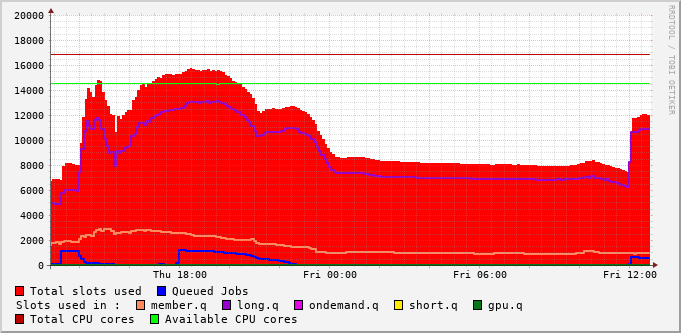 20000
18000
16000
14000
12000
10000
8000
6000
4000
2000
0
Thu 18:00 Fri 00:00 Fri 06:00 Fri 12:00
Total slots used Queued Jobs
Slots used in : member.q long.q ondemand.q short.q gpu.q
Total CPU cores Available CPU cores
RRDTOOL / TOBI OETIKER